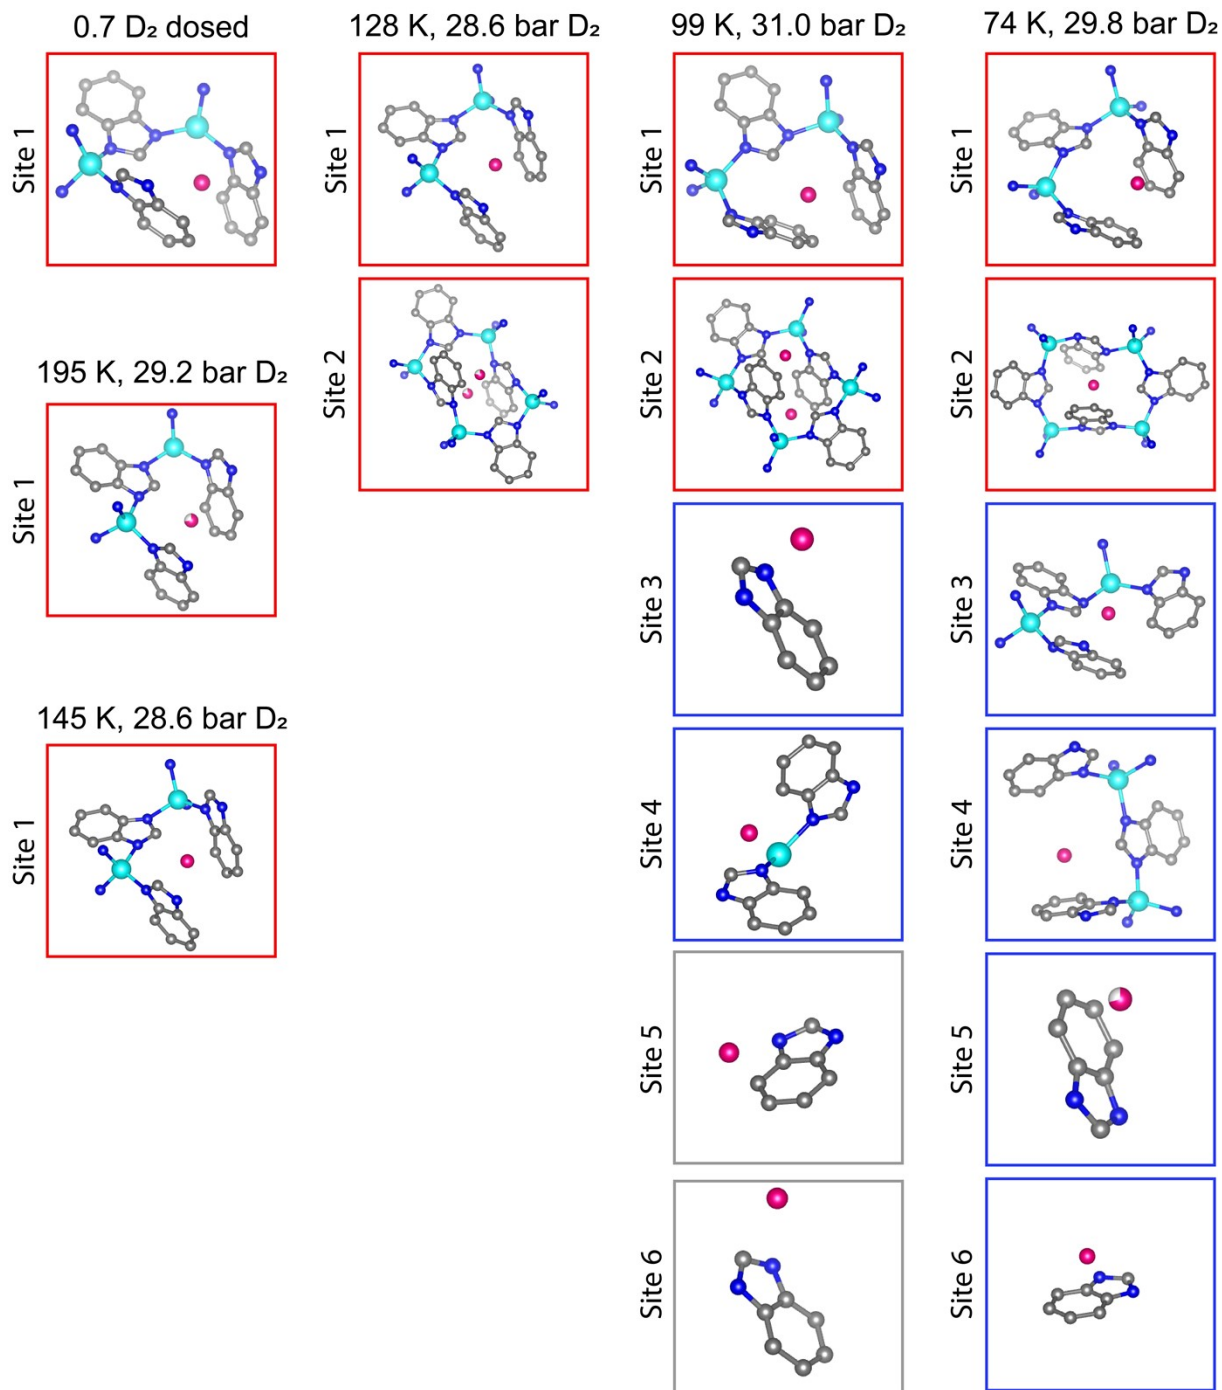 0.7 D₂ dosed
Site 1
195 K, 29.2 bar D₂
Site 1
145 K, 28.6 bar D₂
Site 1
128 K, 28.6 bar D₂
Site 1
Site 2
99 K, 31.0 bar D₂
Site 1
Site 2
Site 3
Site 4
Site 5
Site 6
74 K, 29.8 bar D₂
Site 1
Site 2
Site 3
Site 4
Site 5
Site 6